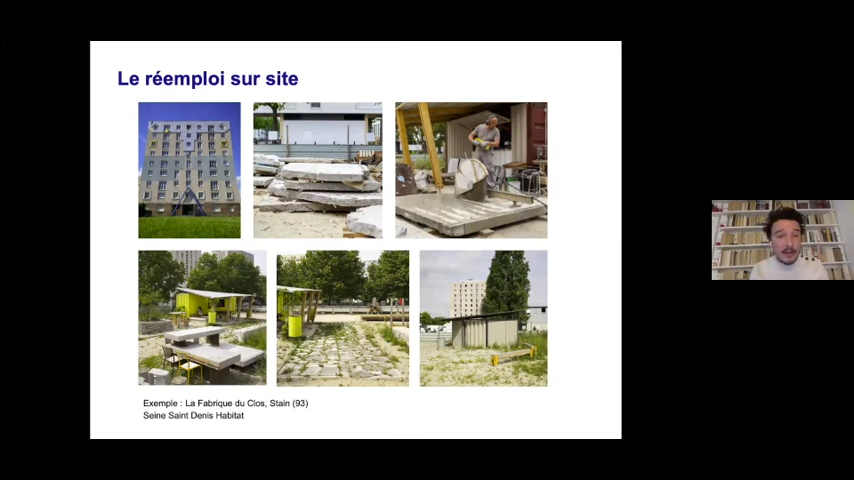 Le réemploi sur site
Exemple : La Fabrique du Clos, Stain (93)
Seine Saint Denis Habitat